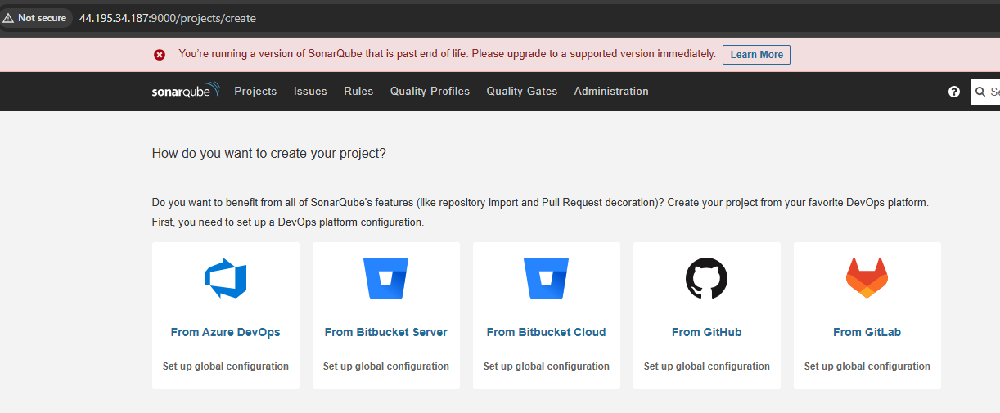 Not secure 44.195.34.187:9000/projects/create
You're running a version of SonarQube that is past end of life. Please upgrade to a supported version immediately. Learn More
sonarqube Projects Issues Rules Quality Profiles Quality Gates Administration ? Se
How do you want to create your project?
Do you want to benefit from all of SonarQube's features (like repository import and Pull Request decoration)? Create your project from your favorite DevOps platform.
First, you need to set up a DevOps platform configuration.
From Azure DevOps From Bitbucket Server From Bitbucket Cloud From GitHub From GitLab
Set up global configuration Set up global configuration Set up global configuration Set up global configuration Set up global configuration